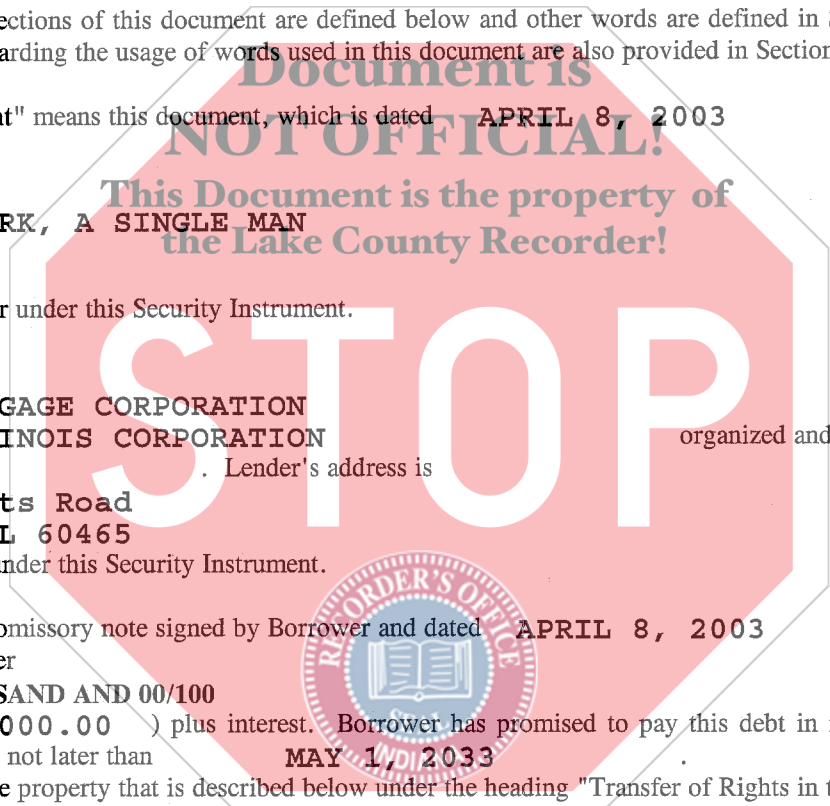 ections of this document are defined below and other words are defined in
arding the usage of words used in this document are also provided in Section
Document is
t" means this document, which is dated APRIL 8, 2003
NOT OFFICIAL!
This Document is the property of
RK, A SINGLE MAN
the Lake County Recorder!
r under this Security Instrument.
STOP
GAGE CORPORATION
INOIS CORPORATION organized and
. Lender's address is
ts Road
L 60465
nder this Security Instrument.
RECORDER'S OFFICE
omissory note signed by Borrower and dated APRIL 8, 2003
er
SAND AND 00/100
SEAL
000.00 ) plus interest. Borrower has promised to pay this debt in
not later than MAY 1, 2033 .
INDIANA
e property that is described below under the heading "Transfer of Rights in